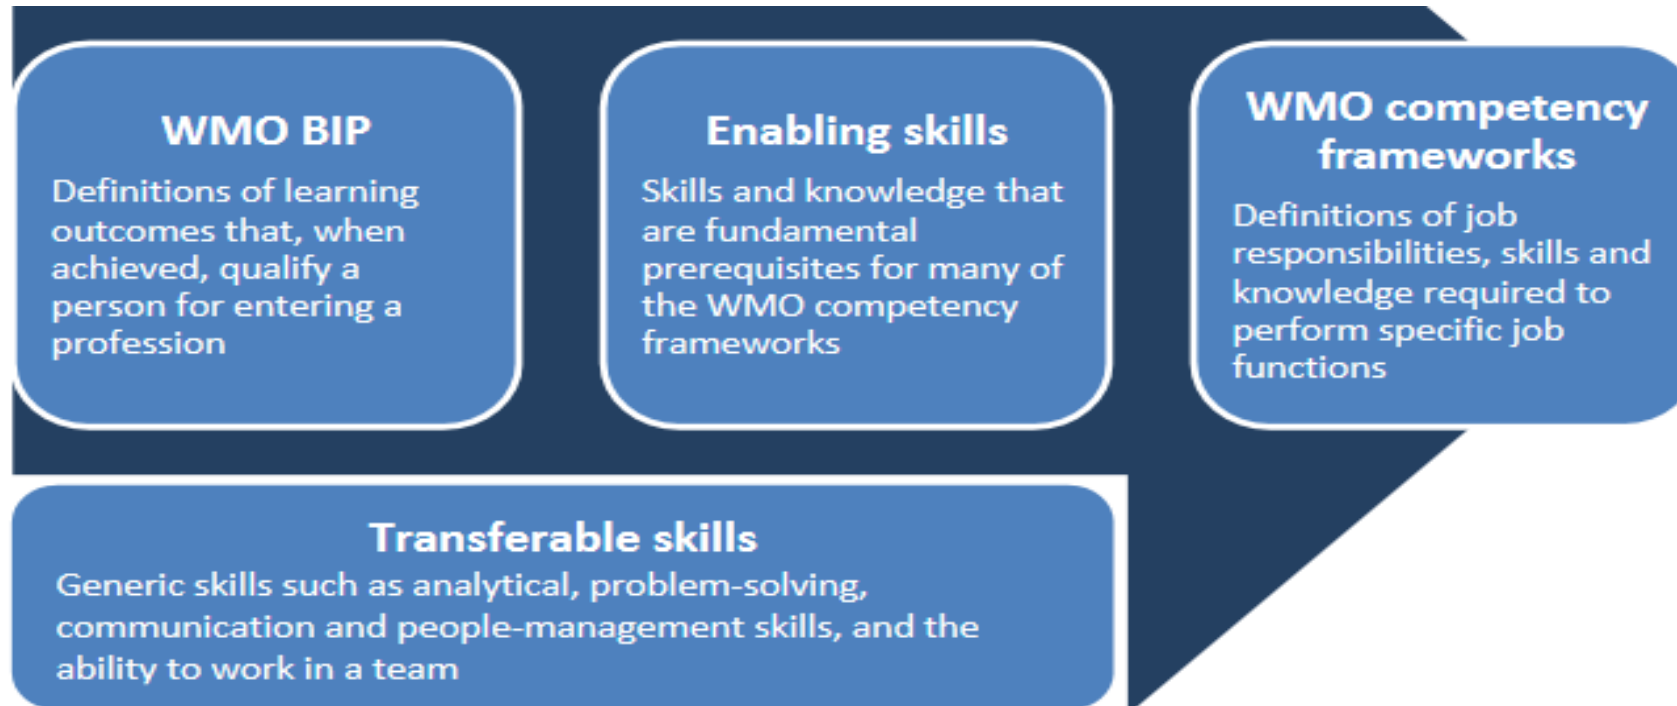 WMO BIP
Definitions of learning
outcomes that, when
achieved, qualify a
person for entering a
profession
Enabling skills
Skills and knowledge that
are fundamental
prerequisites for many of
the WMO competency
frameworks
WMO competency
frameworks
Definitions of job
responsibilities, skills and
knowledge required to
perform specific job
functions
Transferable skills
Generic skills such as analytical, problem-solving,
communication and people-management skills, and the
ability to work in a team